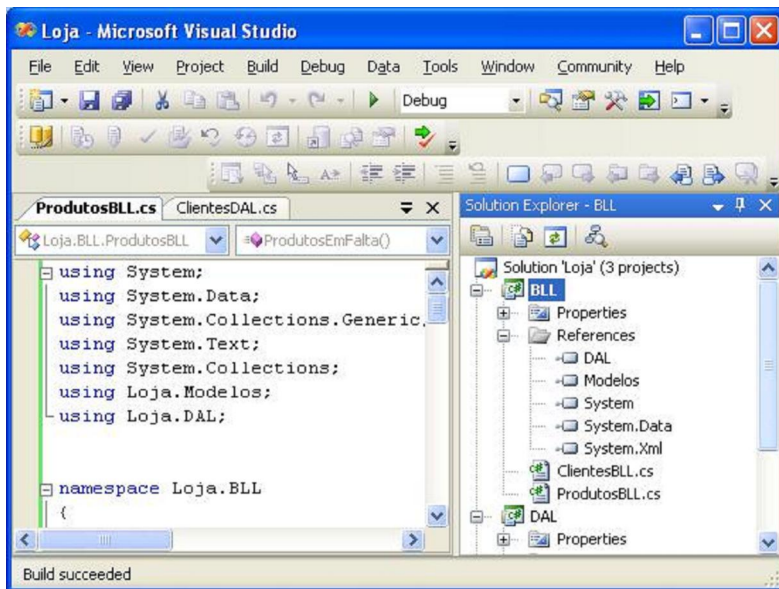 Loja - Microsoft Visual Studio
File Edit View Project Build Debug Data Tools Window Community Help
Debug
ProdutosBLL.cs ClientesDAL.cs
Loja.BLL.ProdutosBLL ProdutosEmFalta()
using System;
using System.Data;
using System.Collections.Generic
using System.Text;
using System.Collections;
using Loja.Modelos;
using Loja.DAL;
namespace Loja.BLL
{
Solution Explorer - BLL
Solution 'Loja' (3 projects)
BLL
Properties
References
DAL
Modelos
System
System.Data
System.Xml
ClientesBLL.cs
ProdutosBLL.cs
DAL
Properties
Build succeeded